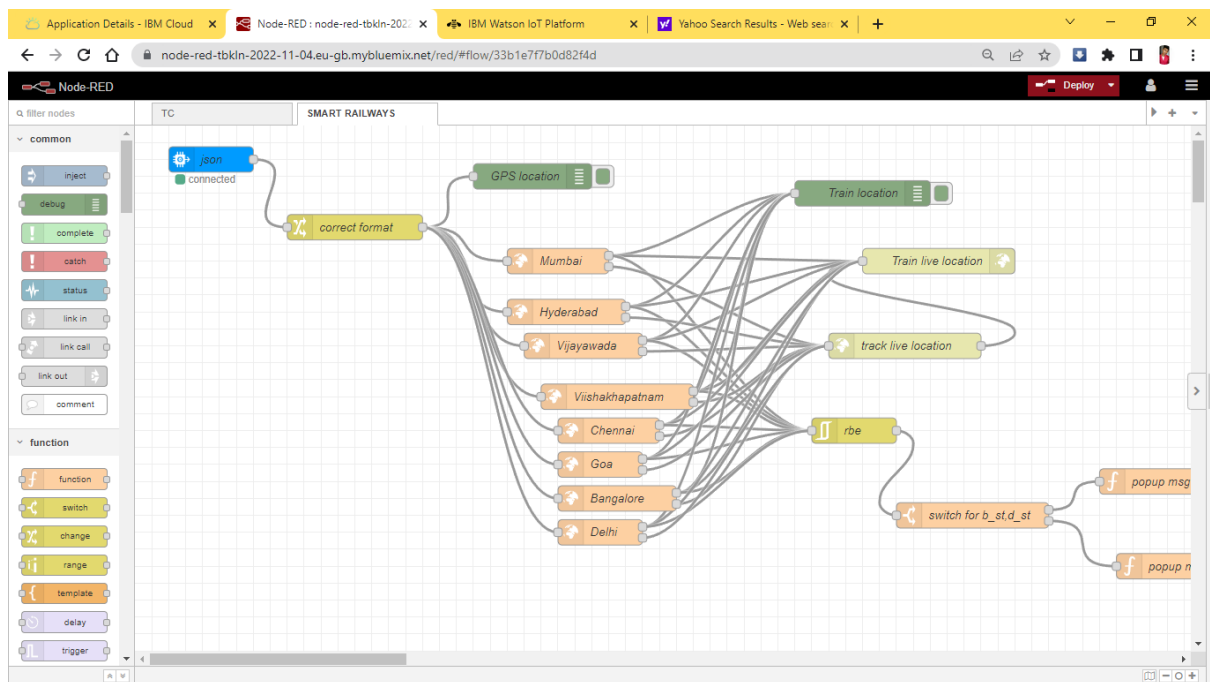 Application Details - IBM Cloud
Node-RED : node-red-tbkln-202
IBM Watson IoT Platform
Yahoo Search Results - Web sear
node-red-tbkln-2022-11-04.eu-gb.mybluemix.net/red/#flow/33b1e7f7b0d82f4d
Node-RED
Deploy
filter nodes
TC
SMART RAILWAYS
common
inject
debug
complete
catch
status
link in
link call
link out
comment
function
function
switch
change
range
template
delay
trigger
json
connected
correct format
GPS location
Mumbai
Hyderabad
Vijayawada
Viishakhapatnam
Chennai
Goa
Bangalore
Delhi
Train location
Train live location
track live location
rbe
switch for b_st,d_st
popup msg
popup n